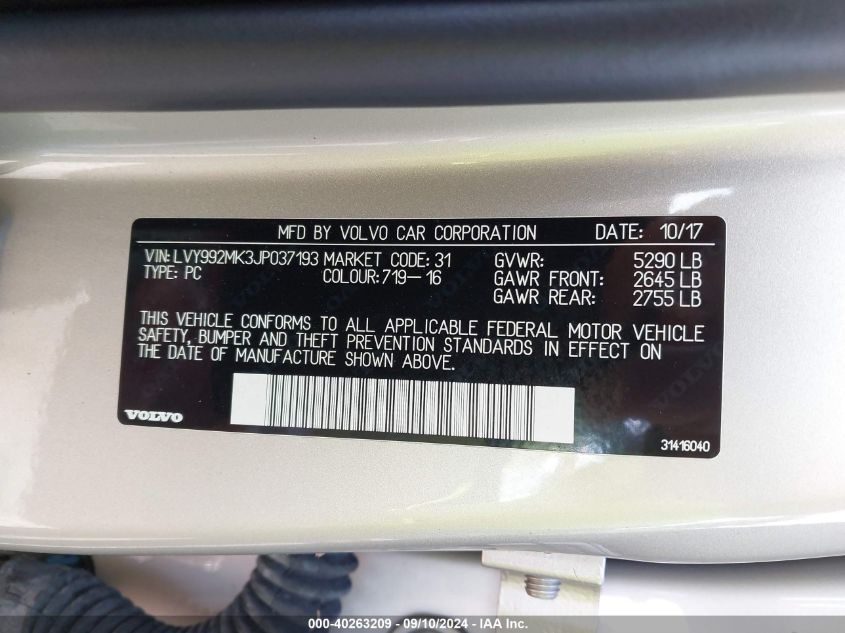 MFD BY VOLVO CAR CORPORATION DATE: 10/17
VIN: LVY992MK3JP037193 MARKET CODE: 31 GVWR: 5290 LB
TYPE: PC COLOUR: 719-16 GAWR FRONT: 2645 LB
GAWR REAR: 2755 LB
THIS VEHICLE CONFORMS TO ALL APPLICABLE FEDERAL MOTOR VEHICLE
SAFETY, BUMPER AND THEFT PREVENTION STANDARDS IN EFFECT ON
THE DATE OF MANUFACTURE SHOWN ABOVE.
VOLVO
31416040
000-40263209 - 09/10/2024 - IAA Inc.